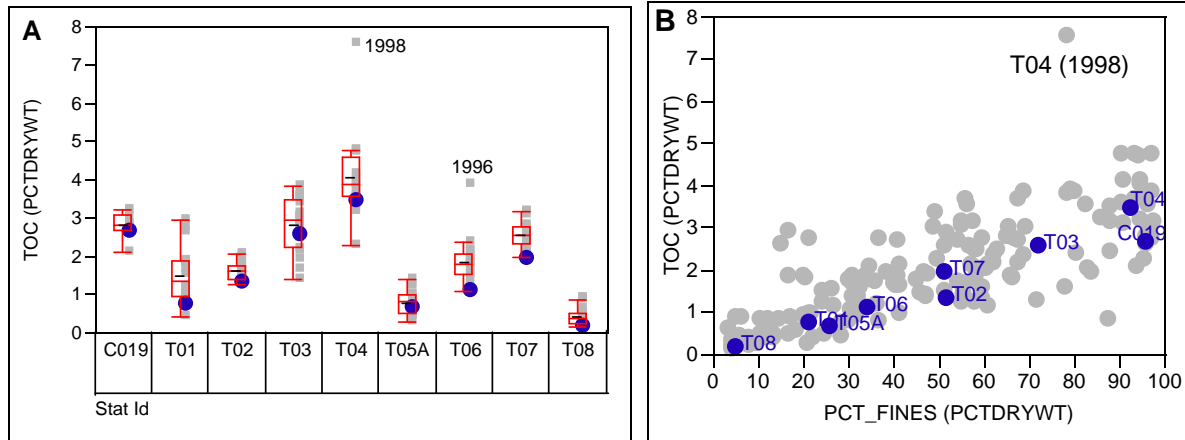 A
TOC (PCTDRYWT)
8
7
6
5
4
3
2
1
0
1998
1996
C019 T01 T02 T03 T04 T05A T06 T07 T08
Stat Id
B
TOC (PCTDRYWT)
8
7
6
5
4
3
2
1
0
T04 (1998)
T04
C019
T03
T07
T02
T06
T01
T05A
T08
0 10 20 30 40 50 60 70 80 90 100
PCT_FINES (PCTDRYWT)